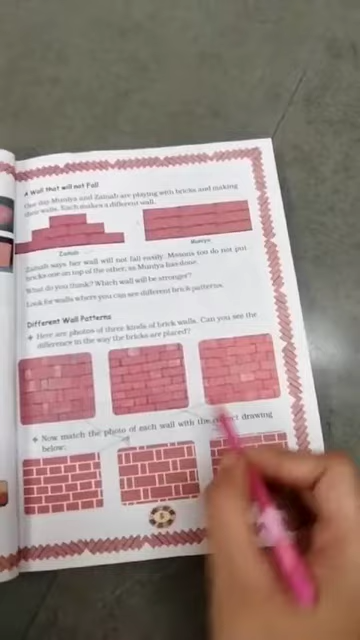 A Wall that will not Fall
One day Muniya and Zainab are playing with bricks and making
their walls. Each makes a different wall.
Zainab
Muniya
Zainab says her wall will not fall easily. Masons too do not put
bricks one on top of the other, as Muniya has done.
What do you think? Which wall will be stronger?
Look for walls where you can see different brick patterns.
Different Wall Patterns
Here are photos of three kinds of brick walls. Can you see the
difference in the way the bricks are placed?
Now match the photo of each wall with the correct drawing
below: